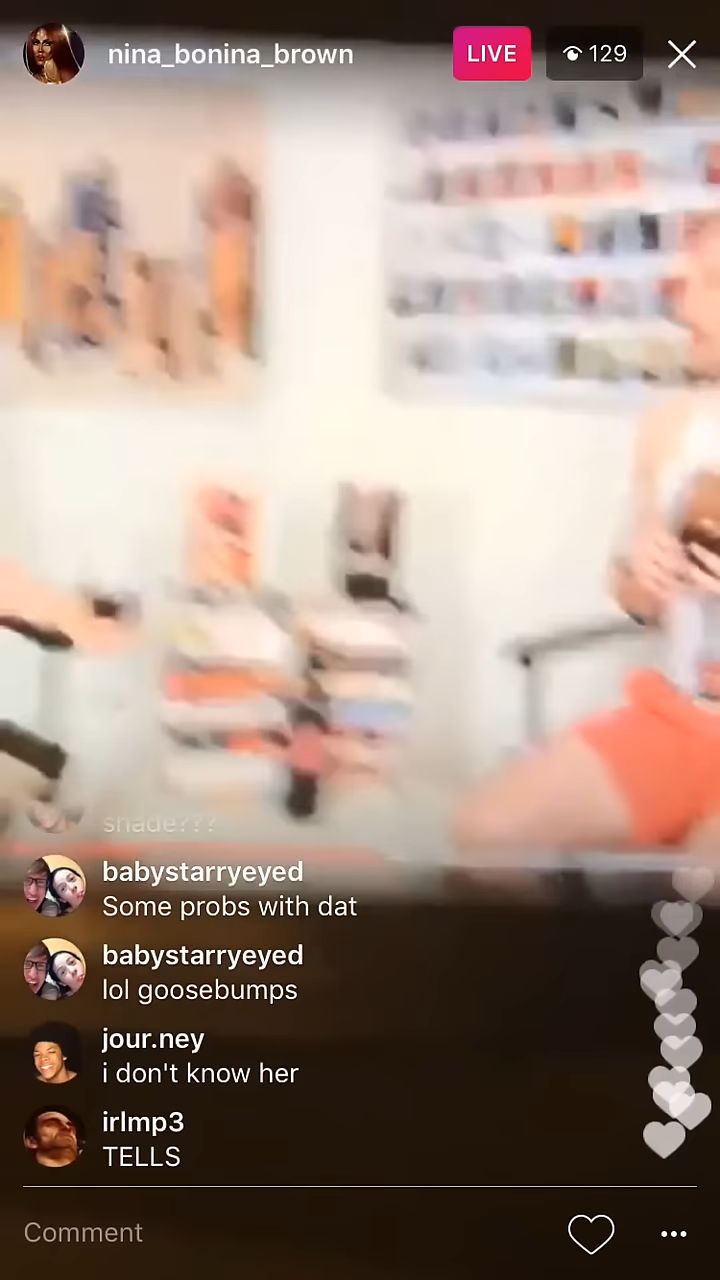 nina_bonina_brown
LIVE
129
shade???
babystarryeyed
Some probs with dat
babystarryeyed
lol goosebumps
jour.ney
i don't know her
irlmp3
TELLS
Comment